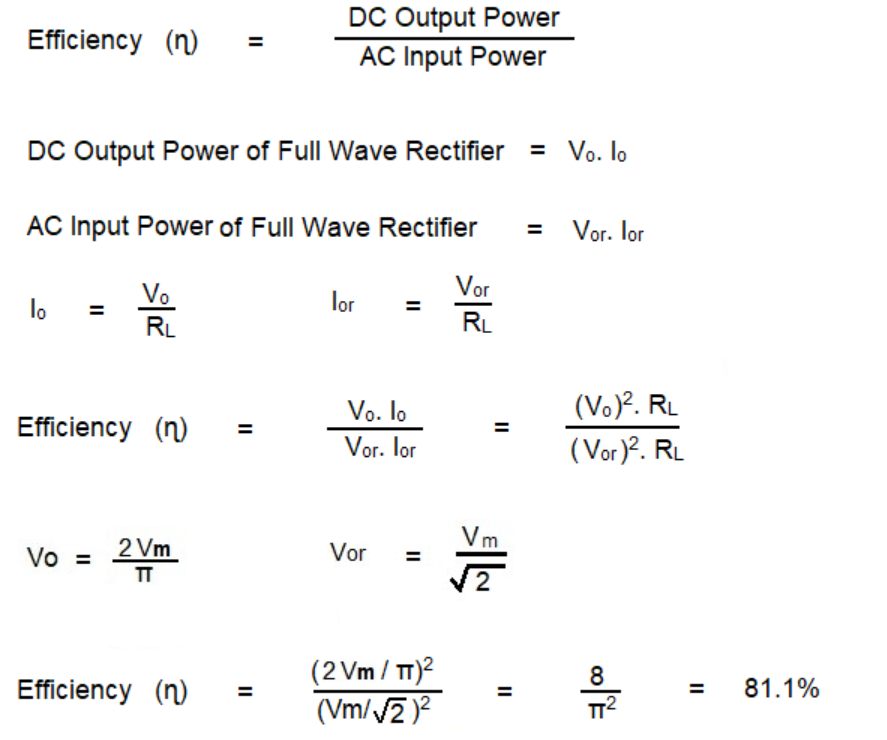 Efficiency (η) = DC Output Power / AC Input Power
DC Output Power of Full Wave Rectifier = Vo. Io
AC Input Power of Full Wave Rectifier = Vor. Ior
Io = Vo / RL Ior = Vor / RL
Efficiency (η) = Vo. Io / Vor. Ior = (Vo)². RL / (Vor)². RL
Vo = 2Vm / π Vor = Vm / √2
Efficiency (η) = (2Vm / π)² / (Vm/√2)² = 8 / π² = 81.1%